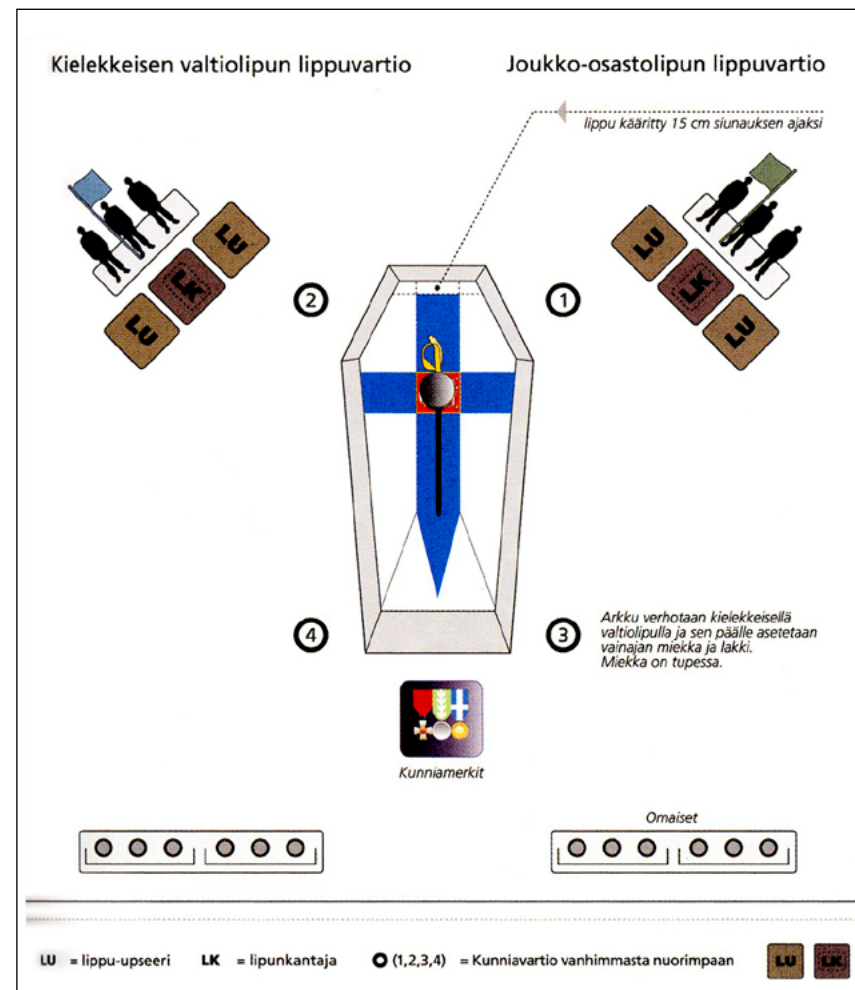 Kielekkeisen valtiolipun lippuvartio
Joukko-osastolipun lippuvartio
lippu kääritty 15 cm siunauksen ajaksi
LU
LK
LU
LU
LK
LU
2
1
4
3
Arkku verhotaan kielekkeisellä
valtiolipulla ja sen päälle asetetaan
vainajan miekka ja lakki.
Miekka on tupessa.
Kunniamerkit
Omaiset
LU = lippu-upseeri
LK = lipunkantaja
(1,2,3,4) = Kunniavartio vanhimmasta nuorimpaan
LU
LK